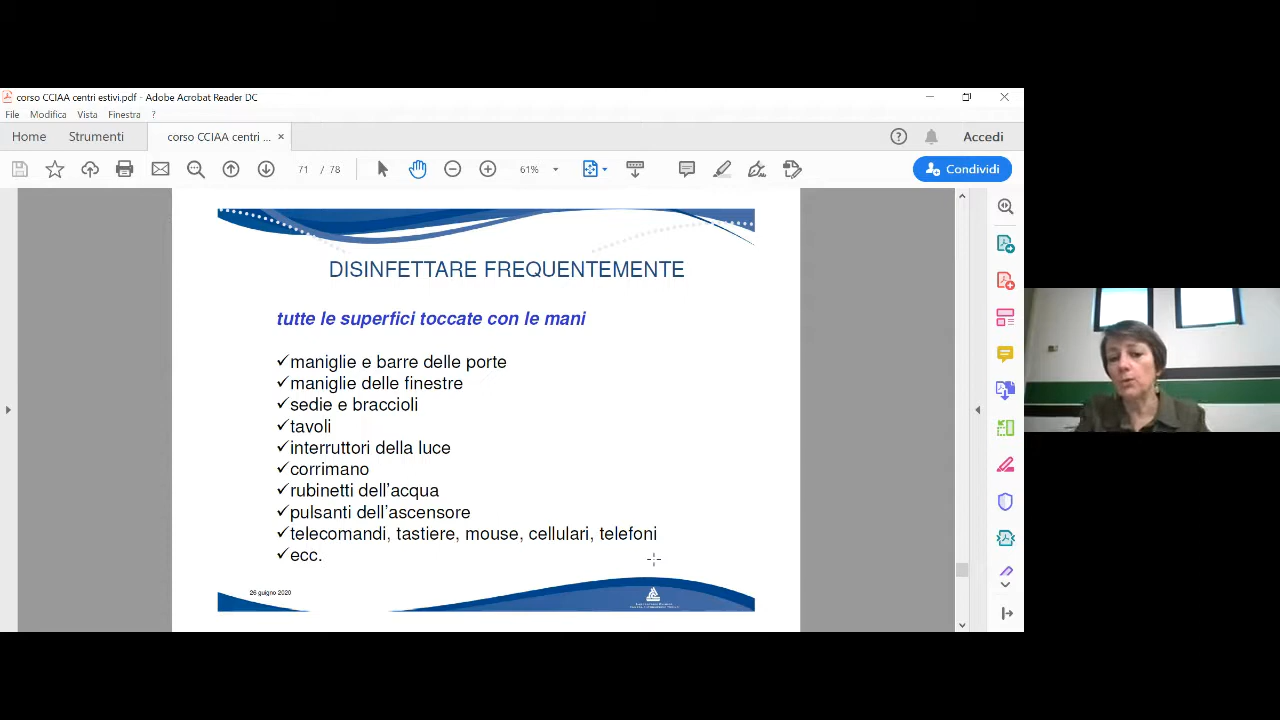 corso CCIAA centri estivi.pdf - Adobe Acrobat Reader DC
File Modifica Vista Finestra ?
Home Strumenti corso CCIAA centri ... × Accedi
71 / 78 61% Condividi
DISINFETTARE FREQUENTEMENTE
tutte le superfici toccate con le mani
✓maniglie e barre delle porte
✓maniglie delle finestre
✓sedie e braccioli
✓tavoli
✓interruttori della luce
✓corrimano
✓rubinetti dell'acqua
✓pulsanti dell'ascensore
✓telecomandi, tastiere, mouse, cellulari, telefoni
✓ecc.
26 guigno 2020